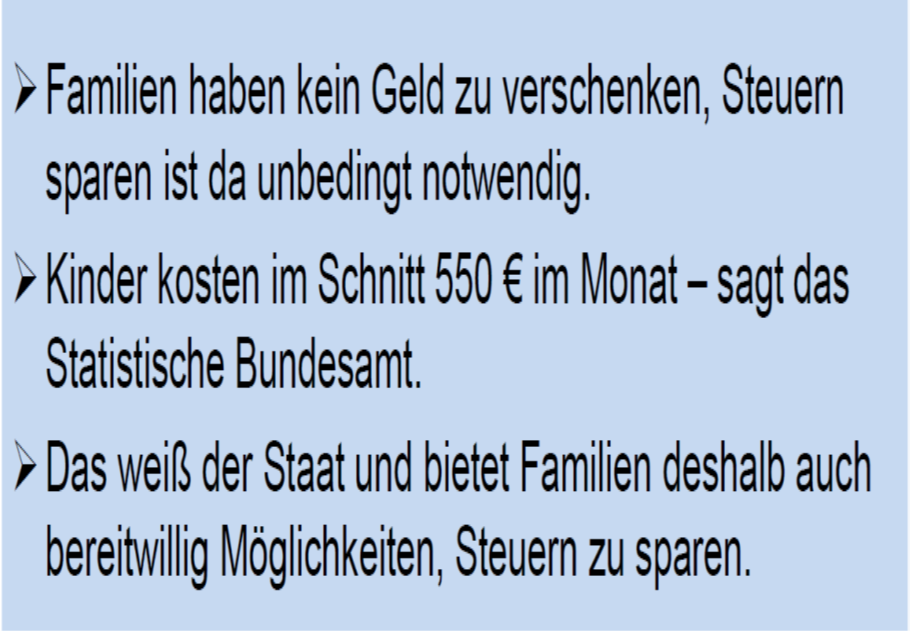 ➢ Familien haben kein Geld zu verschenken, Steuern
sparen ist da unbedingt notwendig.
➢ Kinder kosten im Schnitt 550 € im Monat – sagt das
Statistische Bundesamt.
➢ Das weiß der Staat und bietet Familien deshalb auch
bereitwillig Möglichkeiten, Steuern zu sparen.